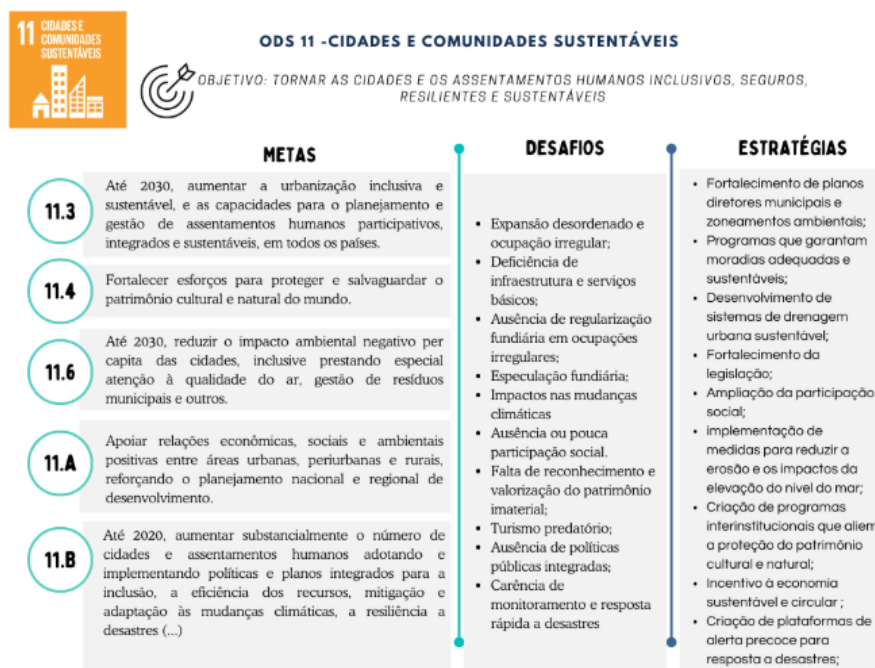 11 CIDADES E
COMUNIDADES
SUSTENTÁVEIS
ODS 11 -CIDADES E COMUNIDADES SUSTENTÁVEIS
OBJETIVO: TORNAR AS CIDADES E OS ASSENTAMENTOS HUMANOS INCLUSIVOS, SEGUROS,
RESILIENTES E SUSTENTÁVEIS
METAS
11.3
Até 2030, aumentar a urbanização inclusiva e
sustentável, e as capacidades para o planejamento e
gestão de assentamentos humanos participativos,
integrados e sustentáveis, em todos os países.
11.4
Fortalecer esforços para proteger e salvaguardar o
patrimônio cultural e natural do mundo.
11.6
Até 2030, reduzir o impacto ambiental negativo per
capita das cidades, inclusive prestando especial
atenção à qualidade do ar, gestão de resíduos
municipais e outros.
11.A
Apoiar relações econômicas, sociais e ambientais
positivas entre áreas urbanas, periurbanas e rurais,
reforçando o planejamento nacional e regional de
desenvolvimento.
11.B
Até 2020, aumentar substancialmente o número de
cidades e assentamentos humanos adotando e
implementando políticas e planos integrados para a
inclusão, a eficiência dos recursos, mitigação e
adaptação às mudanças climáticas, a resiliência a
desastres (...)
DESAFIOS
• Expansão desordenado e
ocupação irregular;
• Deficiência de
infraestrutura e serviços
básicos;
• Ausência de regularização
fundiária em ocupações
irregulares;
• Especulação fundiária;
• Impactos nas mudanças
climáticas
• Ausência ou pouca
participação social.
• Falta de reconhecimento e
valorização do patrimônio
imaterial;
• Turismo predatório;
• Ausência de políticas
públicas integradas;
• Carência de
monitoramento e resposta
rápida a desastres
ESTRATÉGIAS
• Fortalecimento de planos
diretores municipais e
zoneamentos ambientais;
• Programas que garantam
moradias adequadas e
sustentáveis;
• Desenvolvimento de
sistemas de drenagem
urbana sustentável;
• Fortalecimento da
legislação;
• Ampliação da participação
social;
• implementação de
medidas para reduzir a
erosão e os impactos da
elevação do nível do mar;
• Criação de programas
interinstitucionais que aliem
a proteção do patrimônio
cultural e natural;
• Incentivo à economia
sustentável e circular ;
• Criação de plataformas de
alerta precoce para
resposta a desastres;